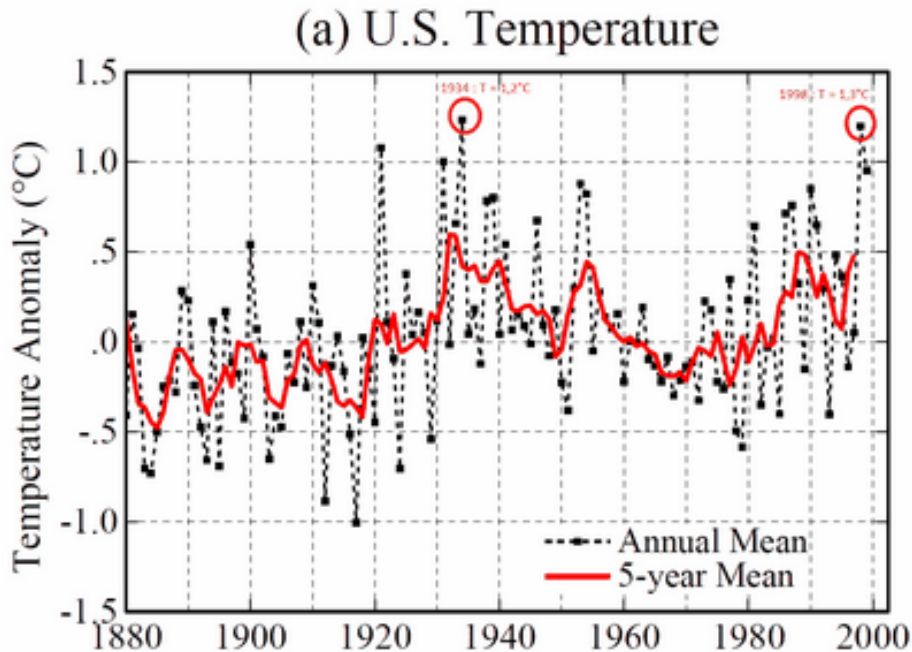 (a) U.S. Temperature
1934 : T = 1,2°C
1998 : T = 1,3°C
Temperature Anomaly (°C)
1.5
1.0
.5
.0
-.5
-1.0
-1.5
Annual Mean
5-year Mean
1880 1900 1920 1940 1960 1980 2000